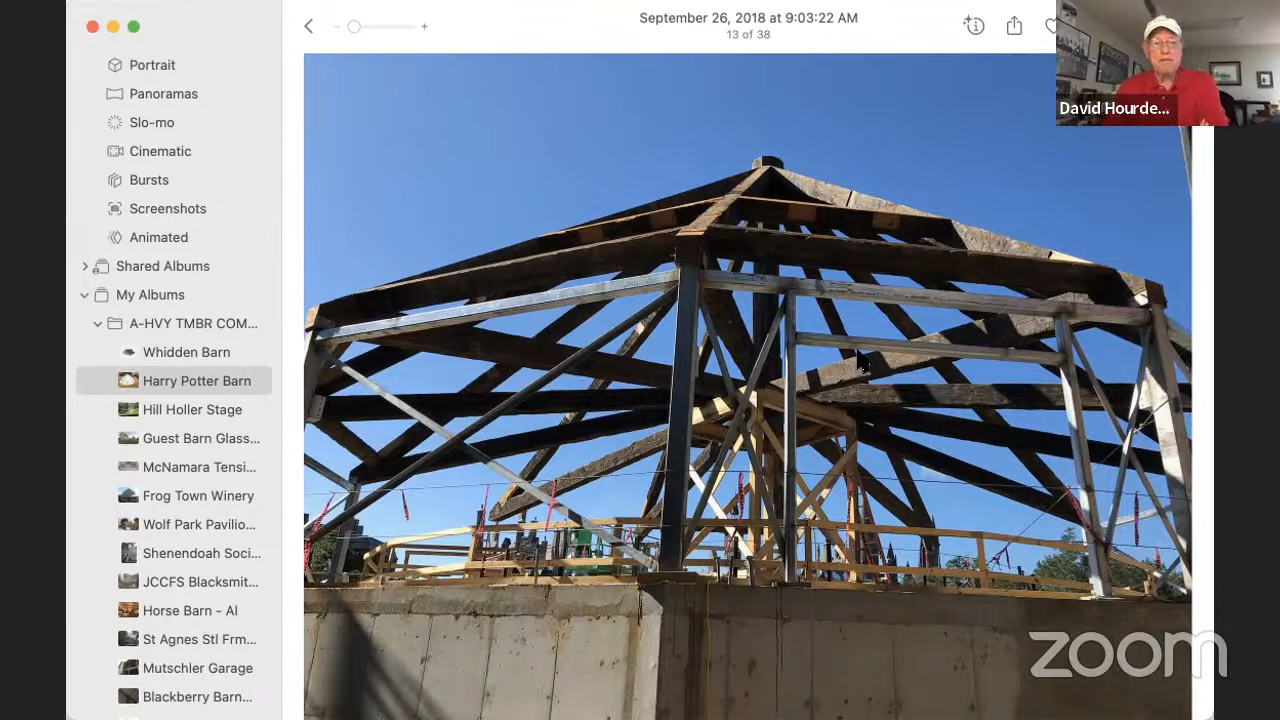 September 26, 2018 at 9:03:22 AM
13 of 38
David Hourde...
Portrait
Panoramas
Slo-mo
Cinematic
Bursts
Screenshots
Animated
Shared Albums
My Albums
A-HVY TMBR COM...
Whidden Barn
Harry Potter Barn
Hill Holler Stage
Guest Barn Glass...
McNamara Tensi...
Frog Town Winery
Wolf Park Pavilio...
Shenendoah Soci...
JCCFS Blacksmit...
Horse Barn - Al
St Agnes Stl Frm...
Mutschler Garage
Blackberry Barn...
zoom